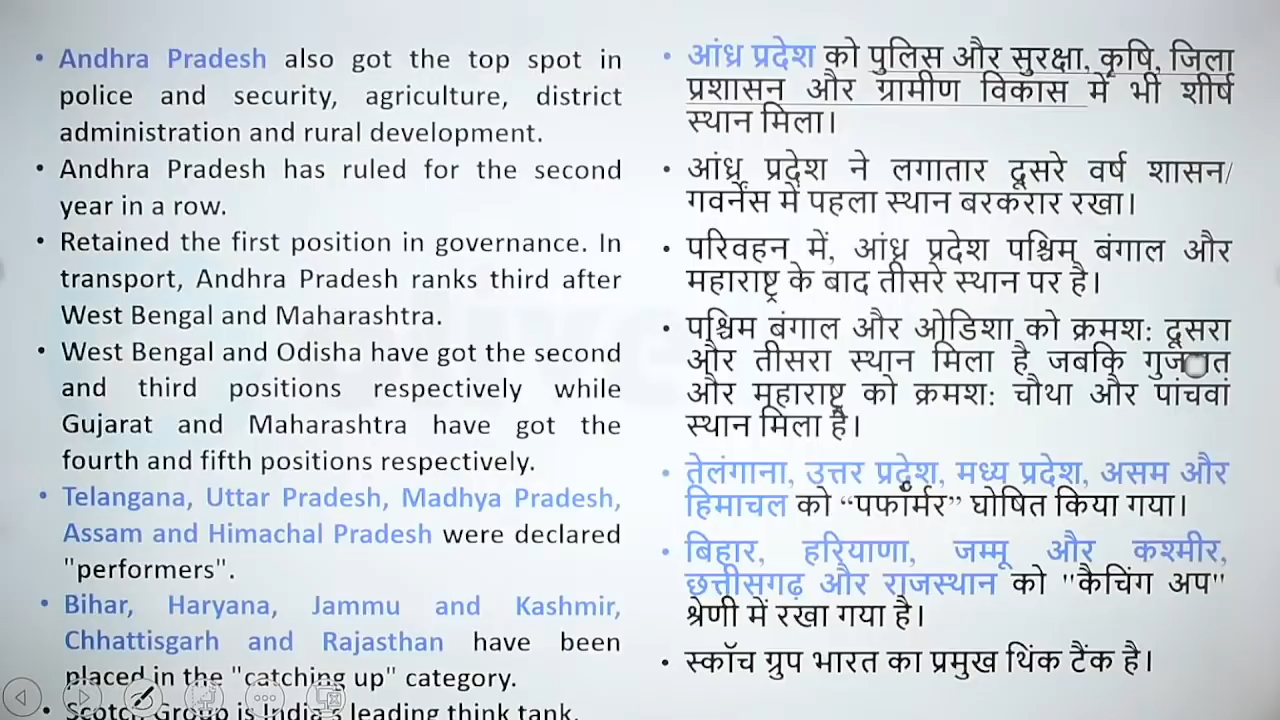 • Andhra Pradesh also got the top spot in
police and security, agriculture, district
administration and rural development.
• Andhra Pradesh has ruled for the second
year in a row.
• Retained the first position in governance. In
transport, Andhra Pradesh ranks third after
West Bengal and Maharashtra.
• West Bengal and Odisha have got the second
and third positions respectively while
Gujarat and Maharashtra have got the
fourth and fifth positions respectively.
• Telangana, Uttar Pradesh, Madhya Pradesh,
Assam and Himachal Pradesh were declared
"performers".
• Bihar, Haryana, Jammu and Kashmir,
Chhattisgarh and Rajasthan have been
placed in the "catching up" category.
• Scotch Group is India's leading think tank.
• आंध्र प्रदेश को पुलिस और सुरक्षा, कृषि, जिला
प्रशासन और ग्रामीण विकास में भी शीर्ष
स्थान मिला।
• आंध्र प्रदेश ने लगातार दूसरे वर्ष शासन/
गवर्नेंस में पहला स्थान बरकरार रखा।
• परिवहन में, आंध्र प्रदेश पश्चिम बंगाल और
महाराष्ट्र के बाद तीसरे स्थान पर है।
• पश्चिम बंगाल और ओडिशा को क्रमश: दूसरा
और तीसरा स्थान मिला है जबकि
और महाराष्ट्र को क्रमश: चौथा और पांचवां
स्थान मिला है।
• तेलंगाना, उत्तर प्रदेश, मध्य प्रदेश, असम और
हिमाचल को “पर्फॉर्मर” घोषित किया गया।
• बिहार, हरियाणा, जम्मू और कश्मीर,
छत्तीसगढ़ और राजस्थान को "कैचिंग अप"
श्रेणी में रखा गया है।
• स्कॉच ग्रुप भारत का प्रमुख थिंक टैंक है।